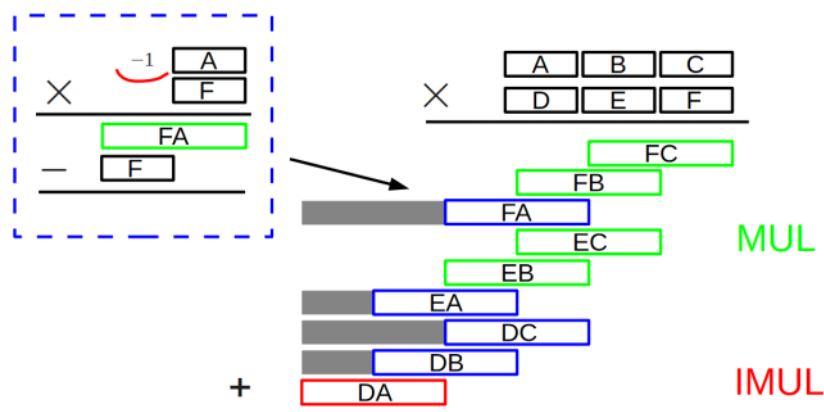 -1 A
× F
FA
− F
A B C
× D E F
FC
FB
FA
EC
MUL
EB
EA
DC
DB
IMUL
+ DA